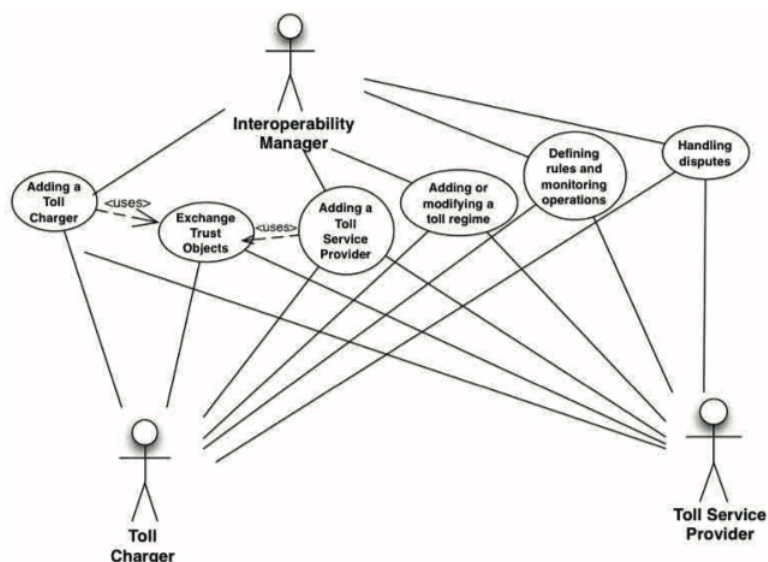 Interoperability
Manager
Adding a
Toll
Charger
<uses>
Exchange
Trust
Objects
<uses>
Adding a
Toll
Service
Provider
Adding or
modifying a
toll regime
Defining
rules and
monitoring
operations
Handling
disputes
Toll
Charger
Toll Service
Provider